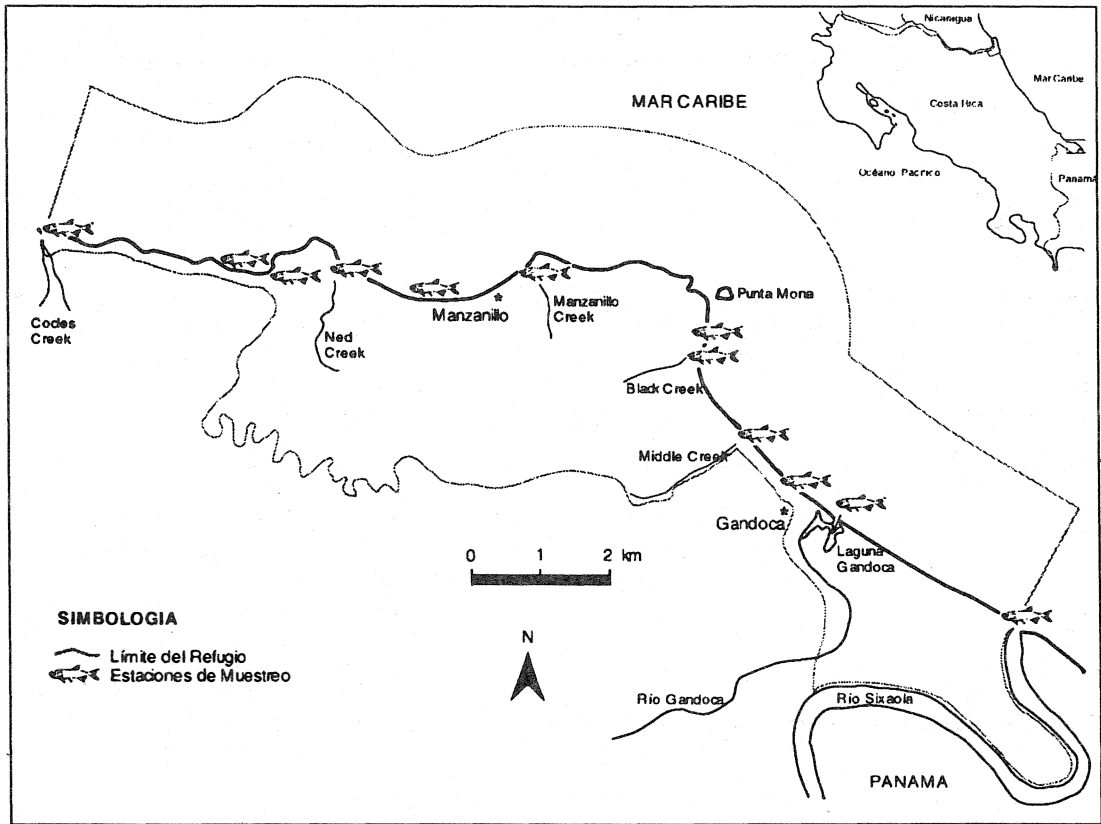 Nicaragua
MAR CARIBE
Mar Caribe
Costa Rica
Océano Pacífico
Panamá
Punta Mona
Codes
Creek
Ned
Creek
Manzanillo
Manzanillo
Creek
Black Creek
Middle Creek
Gandoca
Laguna
Gandoca
0 1 2 km
SIMBOLOGIA
N
Límite del Refugio
Estaciones de Muestreo
Río Gandoca
Río Sixaola
PANAMA